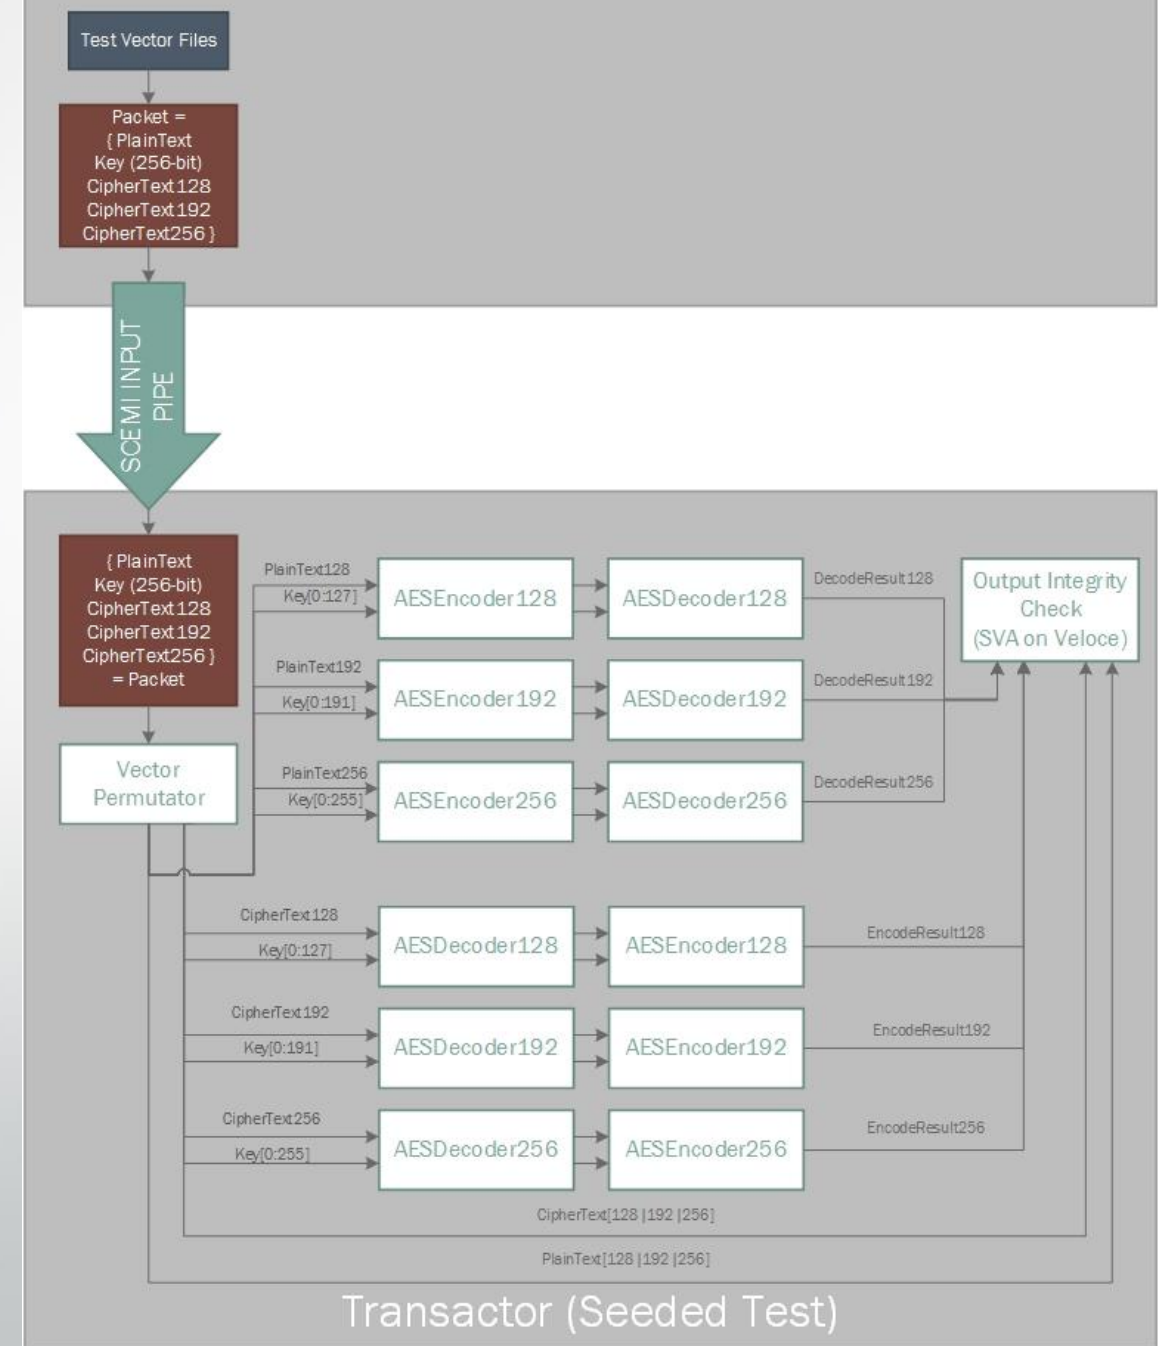 Test Vector Files
Packet =
{ PlainText
Key (256-bit)
CipherText128
CipherText192
CipherText256 }
SCEMI INPUT
PIPE
{ PlainText
Key (256-bit)
CipherText128
CipherText192
CipherText256 }
= Packet
Vector
Permutator
PlainText128
Key[0:127]
AESEncoder128
AESDecoder128
DecodeResult128
Output Integrity
Check
(SVA on Veloce)
PlainText192
Key[0:191]
AESEncoder192
AESDecoder192
DecodeResult192
PlainText256
Key[0:255]
AESEncoder256
AESDecoder256
DecodeResult256
CipherText128
Key[0:127]
AESDecoder128
AESEncoder128
EncodeResult128
CipherText192
Key[0:191]
AESDecoder192
AESEncoder192
EncodeResult192
CipherText256
Key[0:255]
AESDecoder256
AESEncoder256
EncodeResult256
CipherText[128 |192 |256]
PlainText[128 |192 |256]
Transactor (Seeded Test)